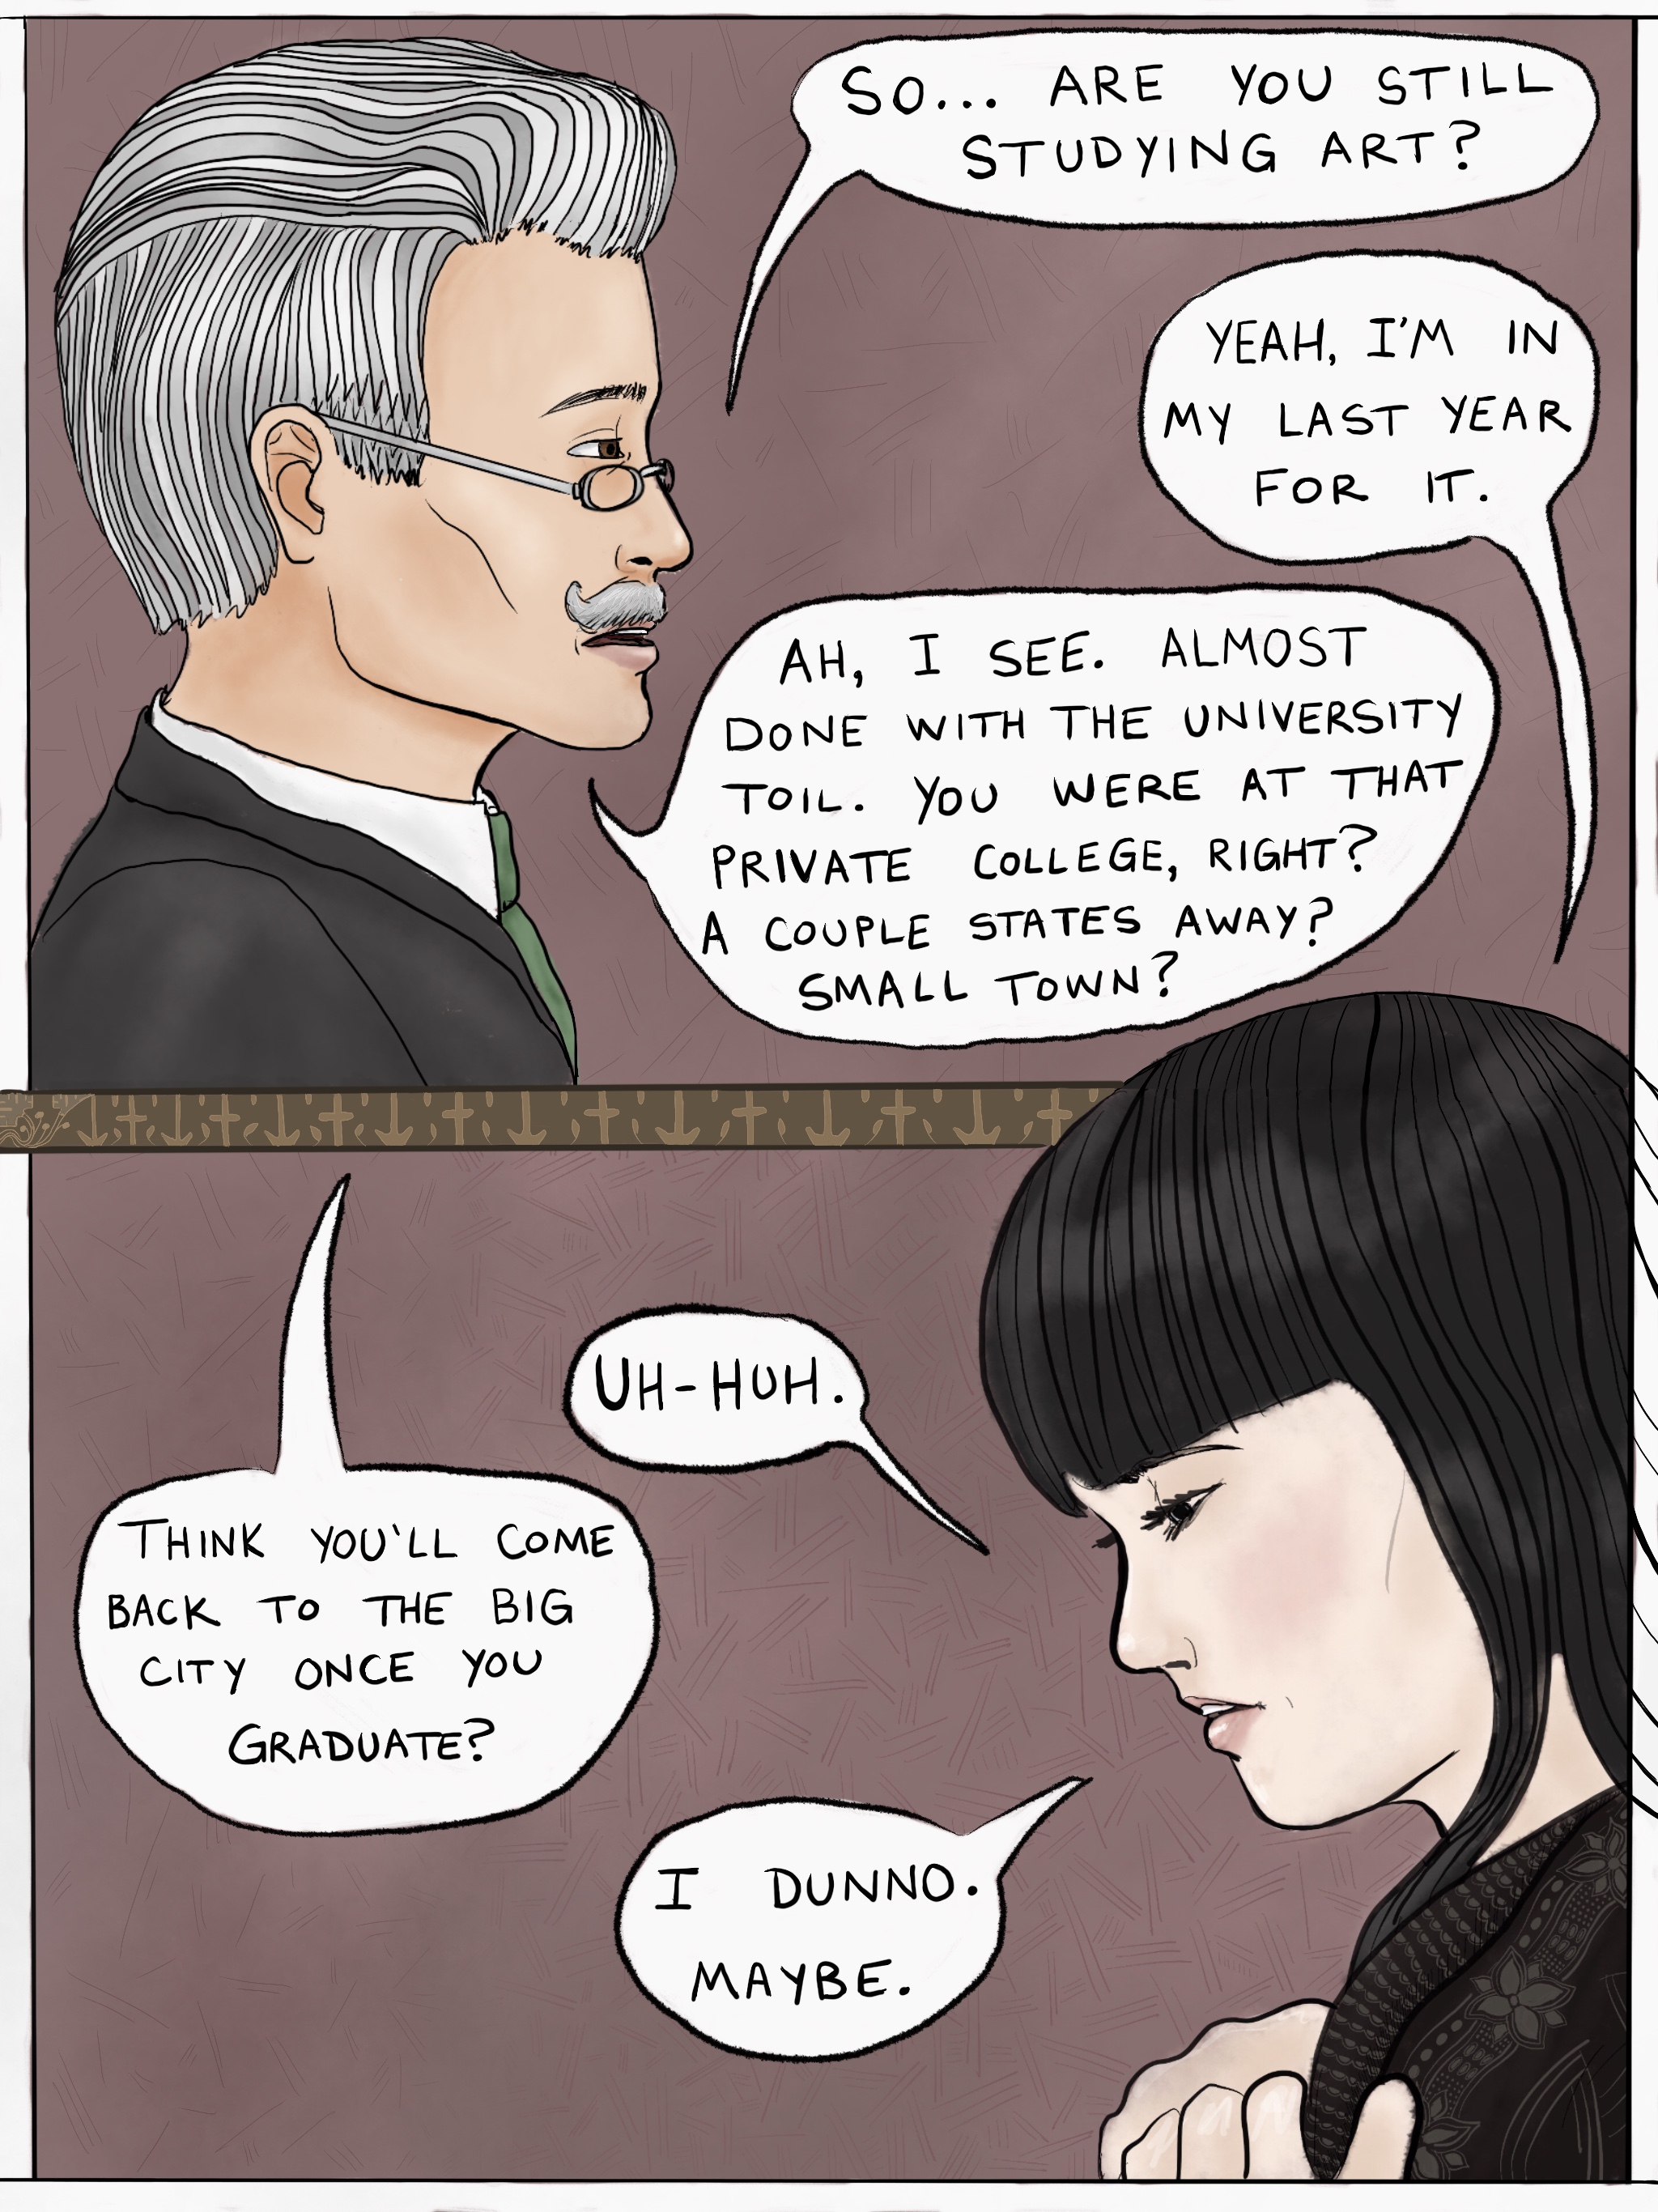 SO... ARE YOU STILL
STUDYING ART?
YEAH, I'M IN
MY LAST YEAR
FOR IT.
AH, I SEE. ALMOST
DONE WITH THE UNIVERSITY
TOIL. YOU WERE AT THAT
PRIVATE COLLEGE, RIGHT?
A COUPLE STATES AWAY?
SMALL TOWN?
UH-HUH.
THINK YOU'LL COME
BACK TO THE BIG
CITY ONCE YOU
GRADUATE?
I DUNNO.
MAYBE.